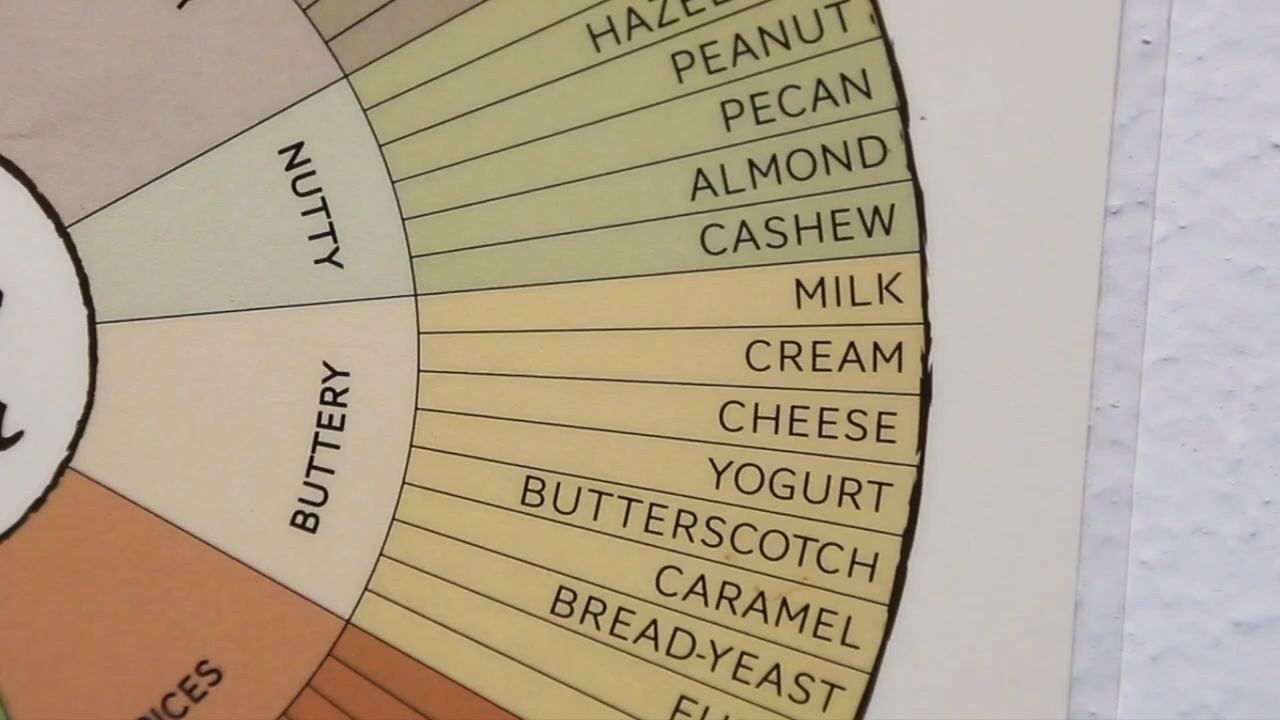 PEANUT
PECAN
ALMOND
CASHEW
NUTTY
MILK
CREAM
CHEESE
YOGURT
BUTTERSCOTCH
CARAMEL
BREAD-YEAST
BUTTERY